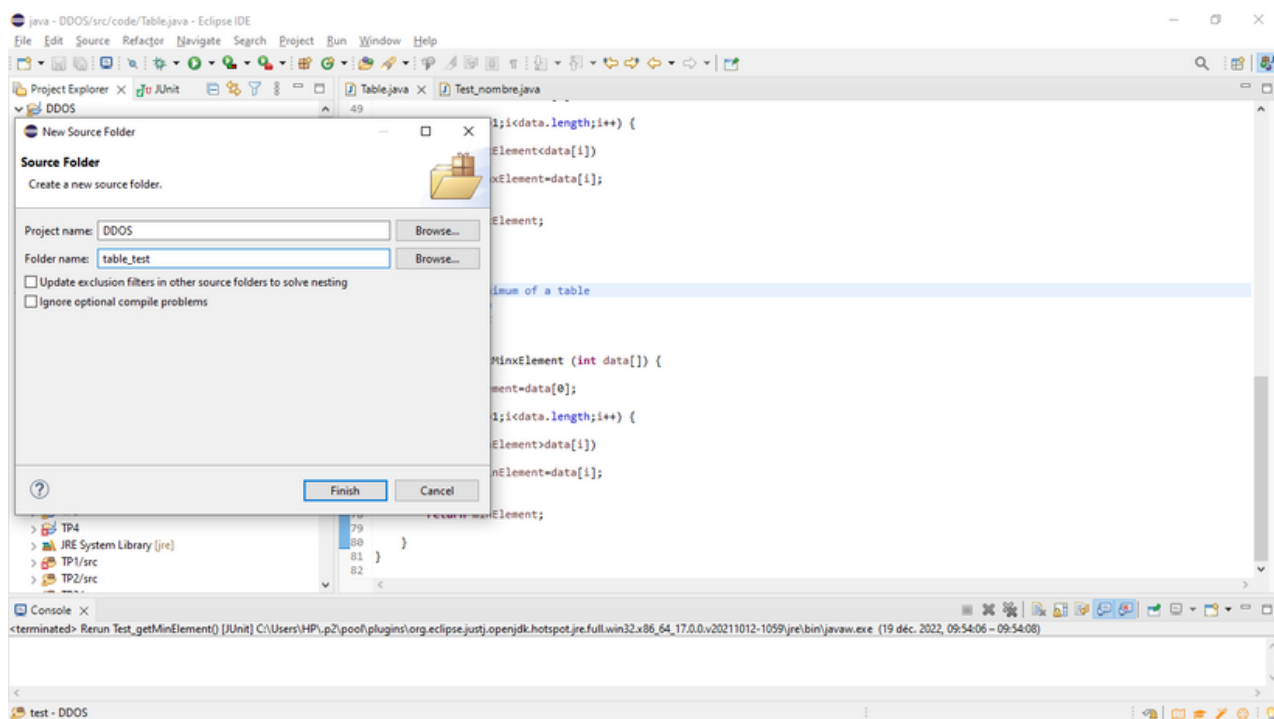 java - DDOS/src/code/Table.java - Eclipse IDE
File Edit Source Refactor Navigate Search Project Run Window Help
Project Explorer JUnit
Table.java Test_nombre.java
DDOS
49
New Source Folder
Source Folder
Create a new source folder.
Project name: DDOS Browse...
Folder name: table_test Browse...
Update exclusion filters in other source folders to solve nesting
Ignore optional compile problems
Finish Cancel
1;i<data.length;i++) {
Element<data[i])
xElement=data[i];
Element;
imum of a table
MinxElement (int data[]) {
ment=data[0];
1;i<data.length;i++) {
Element>data[i])
nElement=data[i];
Element;
79
80 }
81 }
82
TP4
JRE System Library [jre]
TP1/src
TP2/src
Console
<terminated> Rerun Test_getMinElement() [JUnit] C:\Users\HP\.p2\pool\plugins\org.eclipse.justj.openjdk.hotspot.jre.full.win32.x86_64_17.0.0.v20211012-1059\jre\bin\javaw.exe (19 déc. 2022, 09:54:06 – 09:54:08)
test - DDOS